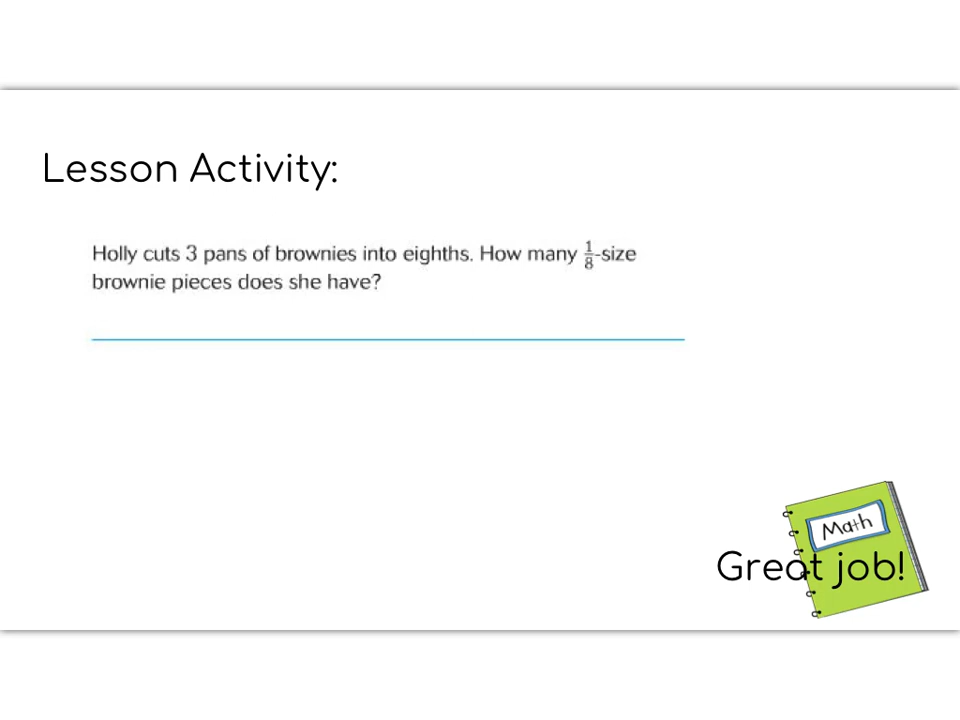 Lesson Activity:
Holly cuts 3 pans of brownies into eighths. How many 1/8-size
brownie pieces does she have?
Math
Great job!